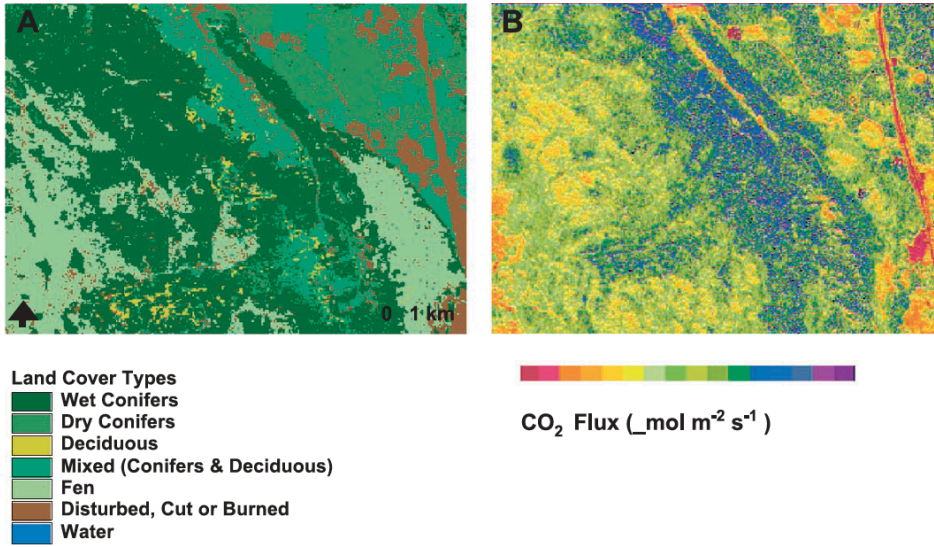 A
B
0 1 km
Land Cover Types
Wet Conifers
Dry Conifers
Deciduous
Mixed (Conifers & Deciduous)
Fen
Disturbed, Cut or Burned
Water
CO₂ Flux (_mol m⁻² s⁻¹ )